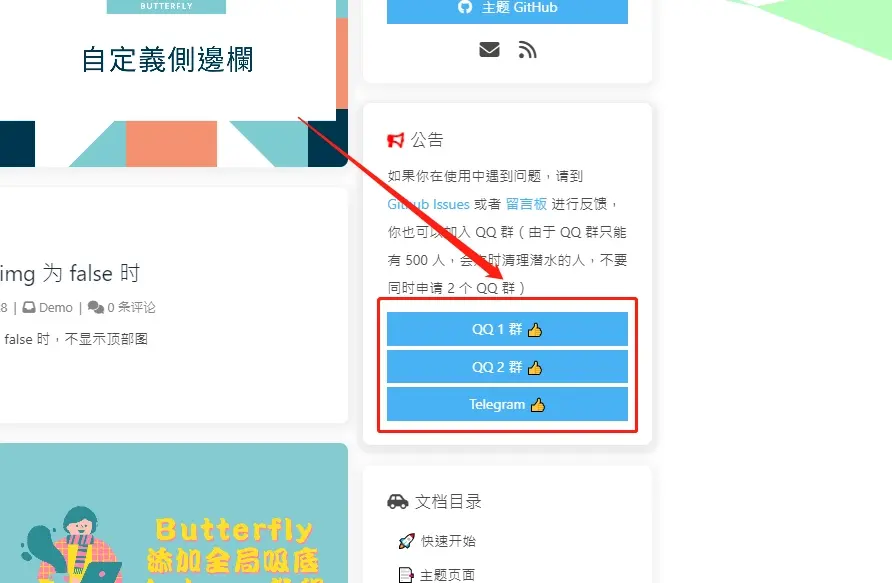 BUTTERFLY
自定義側邊欄
img 为 false 时
8 | Demo | 0 条评论
false 时,不显示顶部图
Butterfly
添加全局吸底
主题 GitHub
公告
如果你在使用中遇到问题,请到
Github Issues 或者 留言板 进行反馈,
你也可以加入 QQ 群(由于 QQ 群只能
有 500 人,会定时清理潜水的人,不要
同时申请 2 个 QQ 群)
QQ 1 群 👍
QQ 2 群 👍
Telegram 👍
文档目录
🚀 快速开始
📑 主题页面